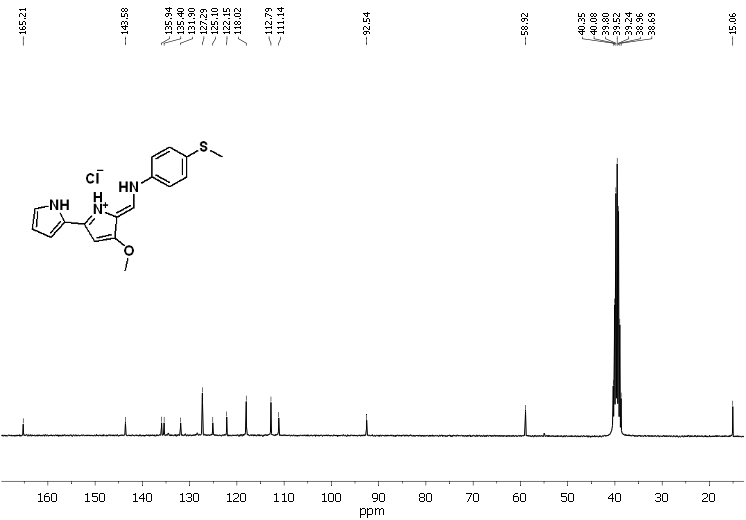 165.21
143.58
135.94
135.40
131.90
127.29
125.10
122.15
118.02
112.79
111.14
92.54
58.92
40.35
40.08
39.80
39.52
39.24
38.96
38.69
15.06
S
Cl⁻
HN
H
N⁺
NH
O
160 150 140 130 120 110 100 90 80 70 60 50 40 30 20
ppm